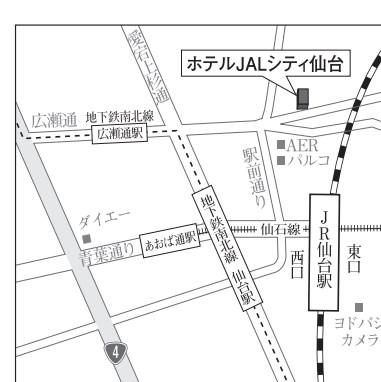 愛宕上杉通
ホテルJALシティ仙台
広瀬通
地下鉄南北線
広瀬通駅
駅前通り
AER
パルコ
ダイエー
青葉通り
あおば通駅
地下鉄南北線 仙台駅
仙石線
JR仙台駅
西口
東口
ヨドバシ
カメラ
4